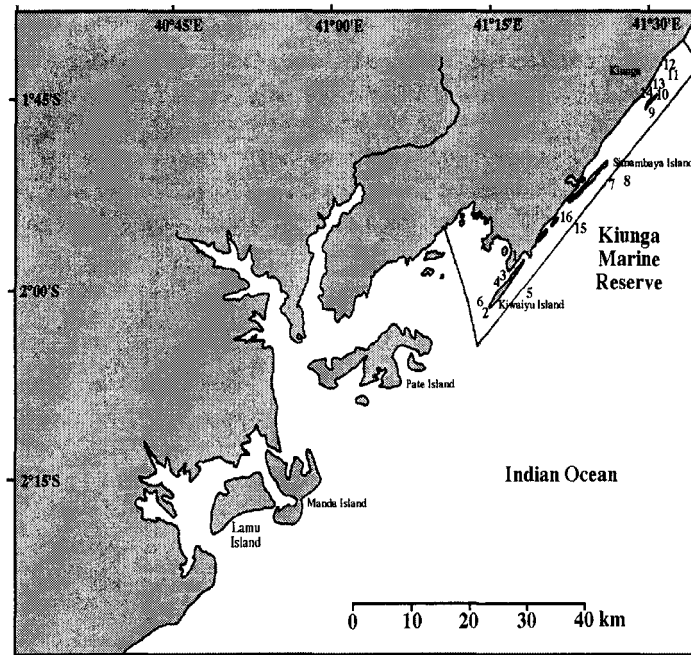 40°45'E 41°00'E 41°15'E 41°30'E
12
Kiunga 11
13
14 10
1°45'S
9
Simambaya Island
7 8
16
15
Kiunga
Marine
Reserve
1
3
4
2°00'S
5
6 Kiwaiyu Island
2
Pate Island
2°15'S
Indian Ocean
Manda Island
Lamu
Island
0 10 20 30 40 km